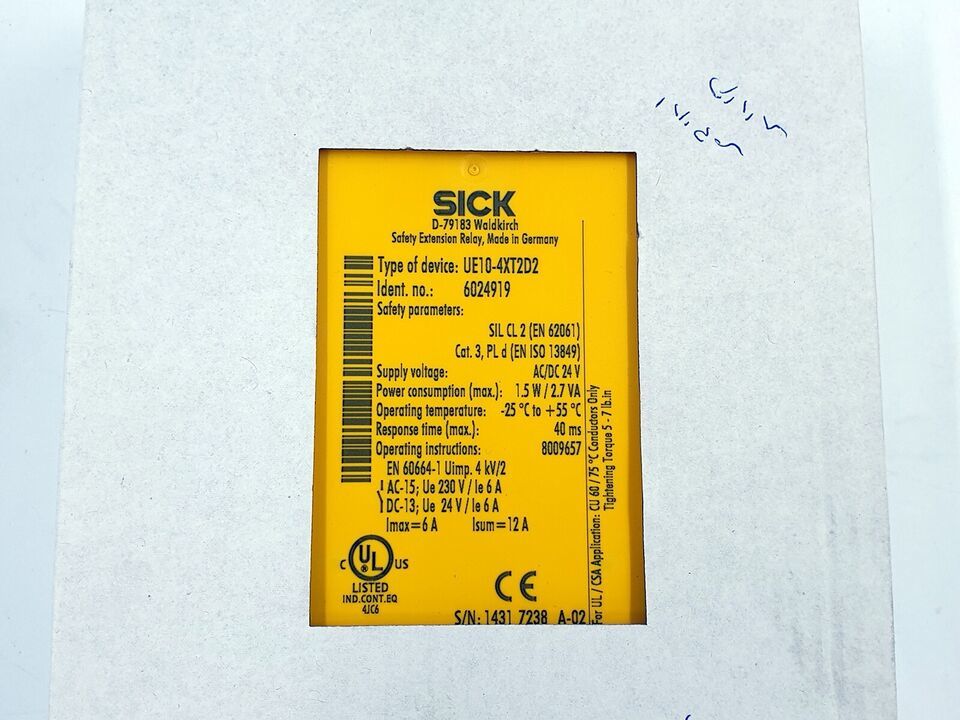 SICK
D-79183 Waldkirch
Safety Extension Relay, Made in Germany
Type of device: UE10-4XT2D2
Ident. no.: 6024919
Safety parameters:
SIL CL 2 (EN 62061)
Cat. 3, PL d (EN ISO 13849)
Supply voltage: AC/DC 24 V
Power consumption (max.): 1.5 W / 2.7 VA
Operating temperature: -25 °C to +55 °C
Response time (max.): 40 ms
Operating instructions: 8009657
EN 60664-1 Uimp. 4 kV/2
AC-15; Ue 230 V / Ie 6 A
DC-13; Ue 24 V / Ie 6 A
Imax=6 A Isum=12 A
C UL US
LISTED
IND.CONT.EQ
4JC6
CE
S/N: 1431 7238 A-02
For UL / CSA Application: CU 60 / 75 °C Conductors Only
Tightening Torque 5 - 7 lb.in